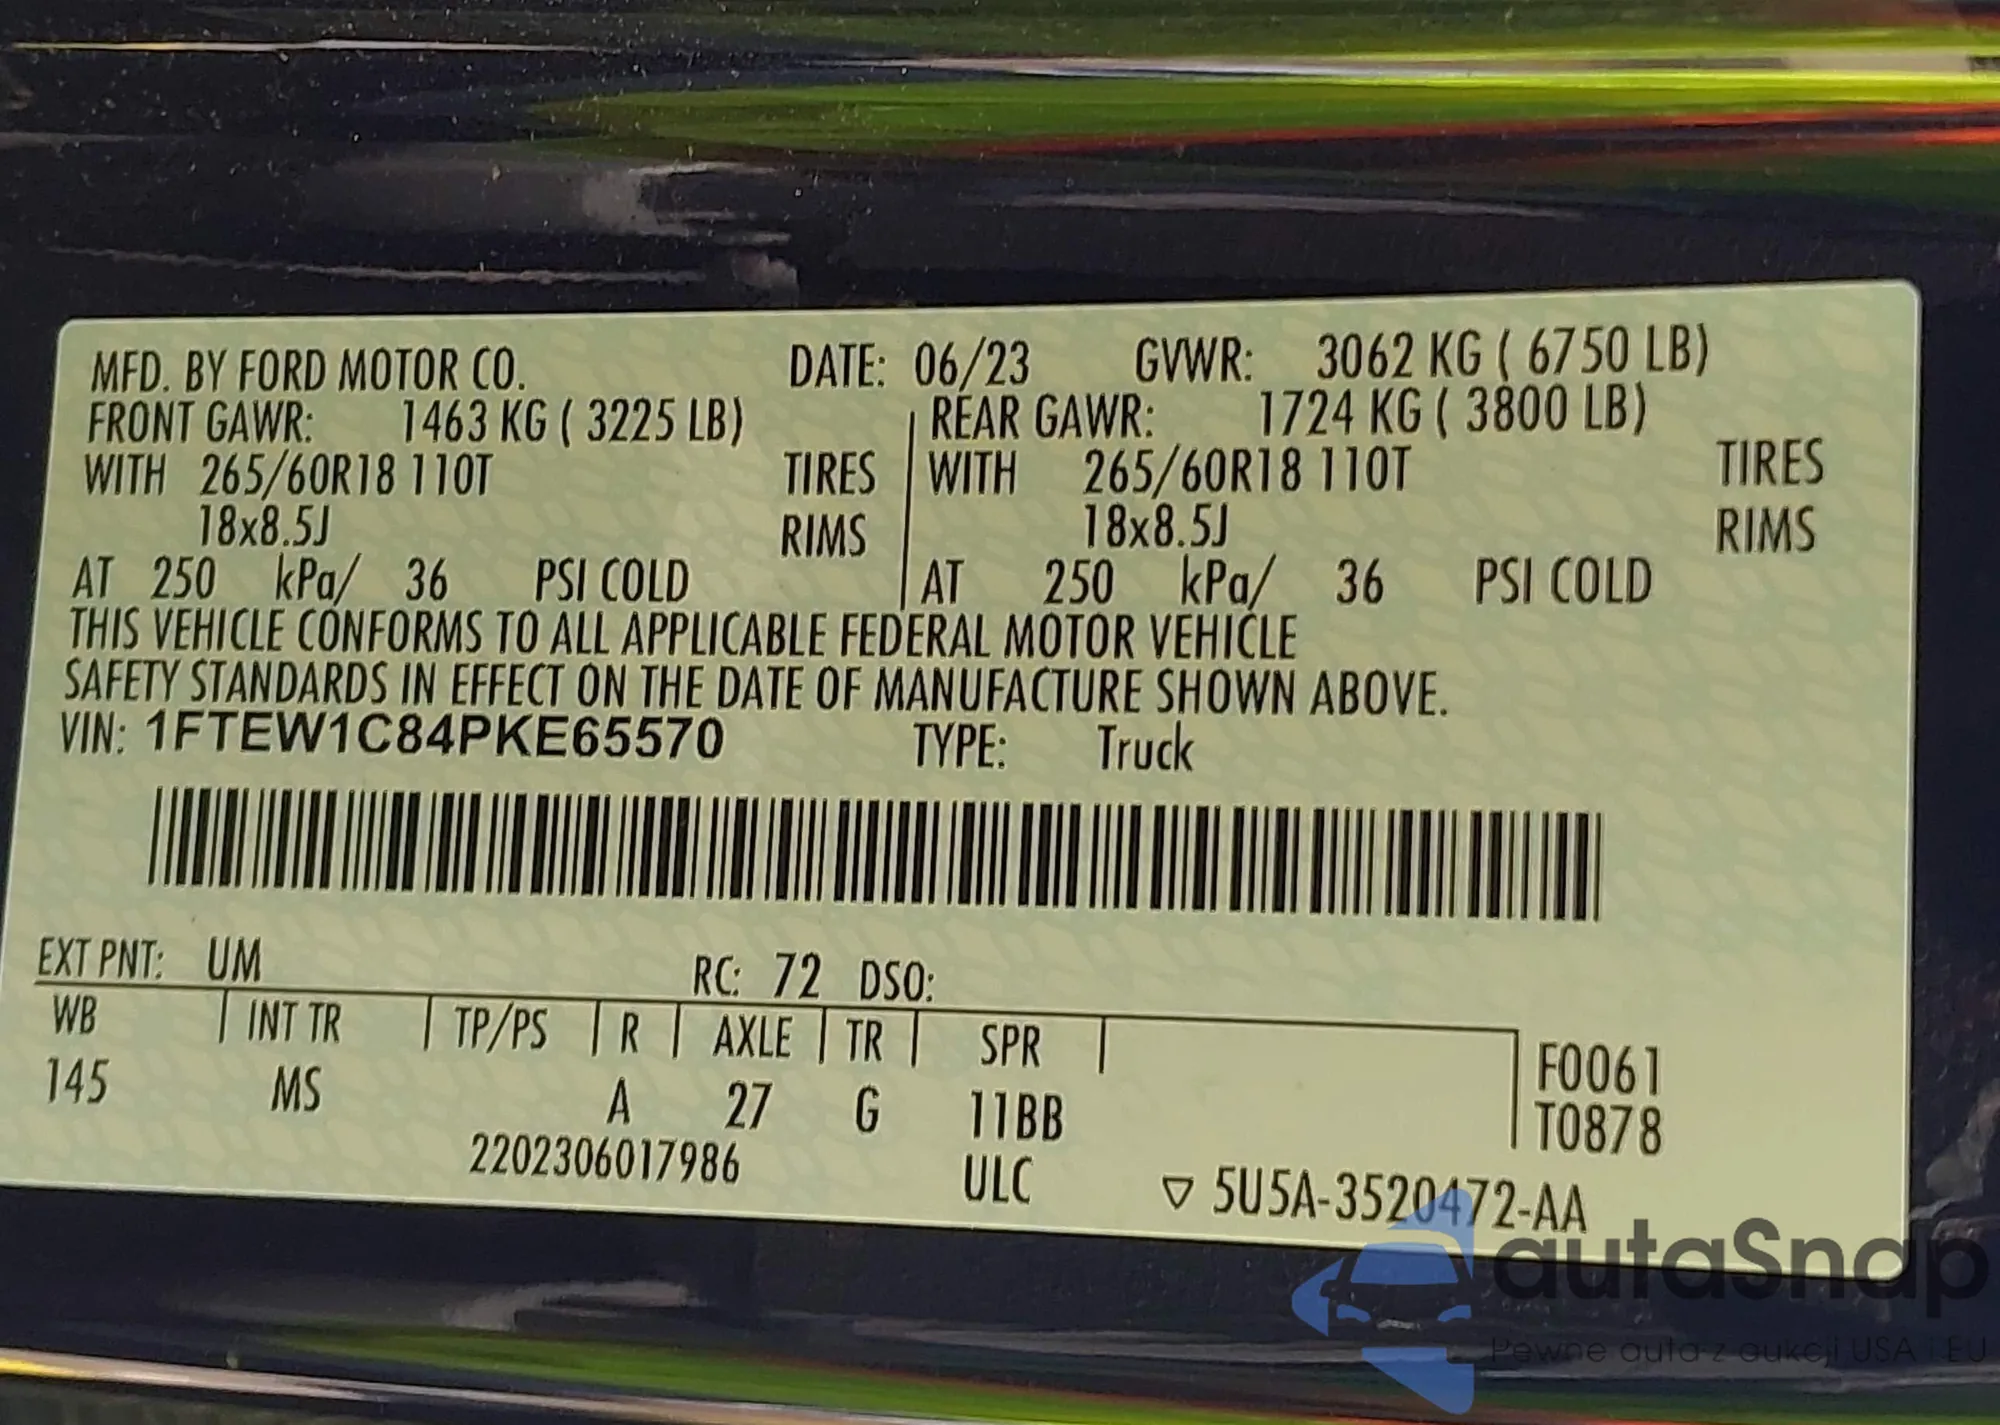 MFD. BY FORD MOTOR CO. DATE: 06/23 GVWR: 3062 KG ( 6750 LB)
FRONT GAWR: 1463 KG ( 3225 LB) REAR GAWR: 1724 KG ( 3800 LB)
WITH 265/60R18 110T TIRES WITH 265/60R18 110T TIRES
18x8.5J RIMS 18x8.5J RIMS
AT 250 kPa/ 36 PSI COLD AT 250 kPa/ 36 PSI COLD
THIS VEHICLE CONFORMS TO ALL APPLICABLE FEDERAL MOTOR VEHICLE
SAFETY STANDARDS IN EFFECT ON THE DATE OF MANUFACTURE SHOWN ABOVE.
VIN: 1FTEW1C84PKE65570 TYPE: Truck
EXT PNT: UM RC: 72 DSO:
WB INT TR TP/PS R AXLE TR SPR F0061
145 MS A 27 G 11BB T0878
2202306017986 ULC ▽ 5U5A-3520472-AA
autaSnap
Pewne auta z aukcji USA i EU